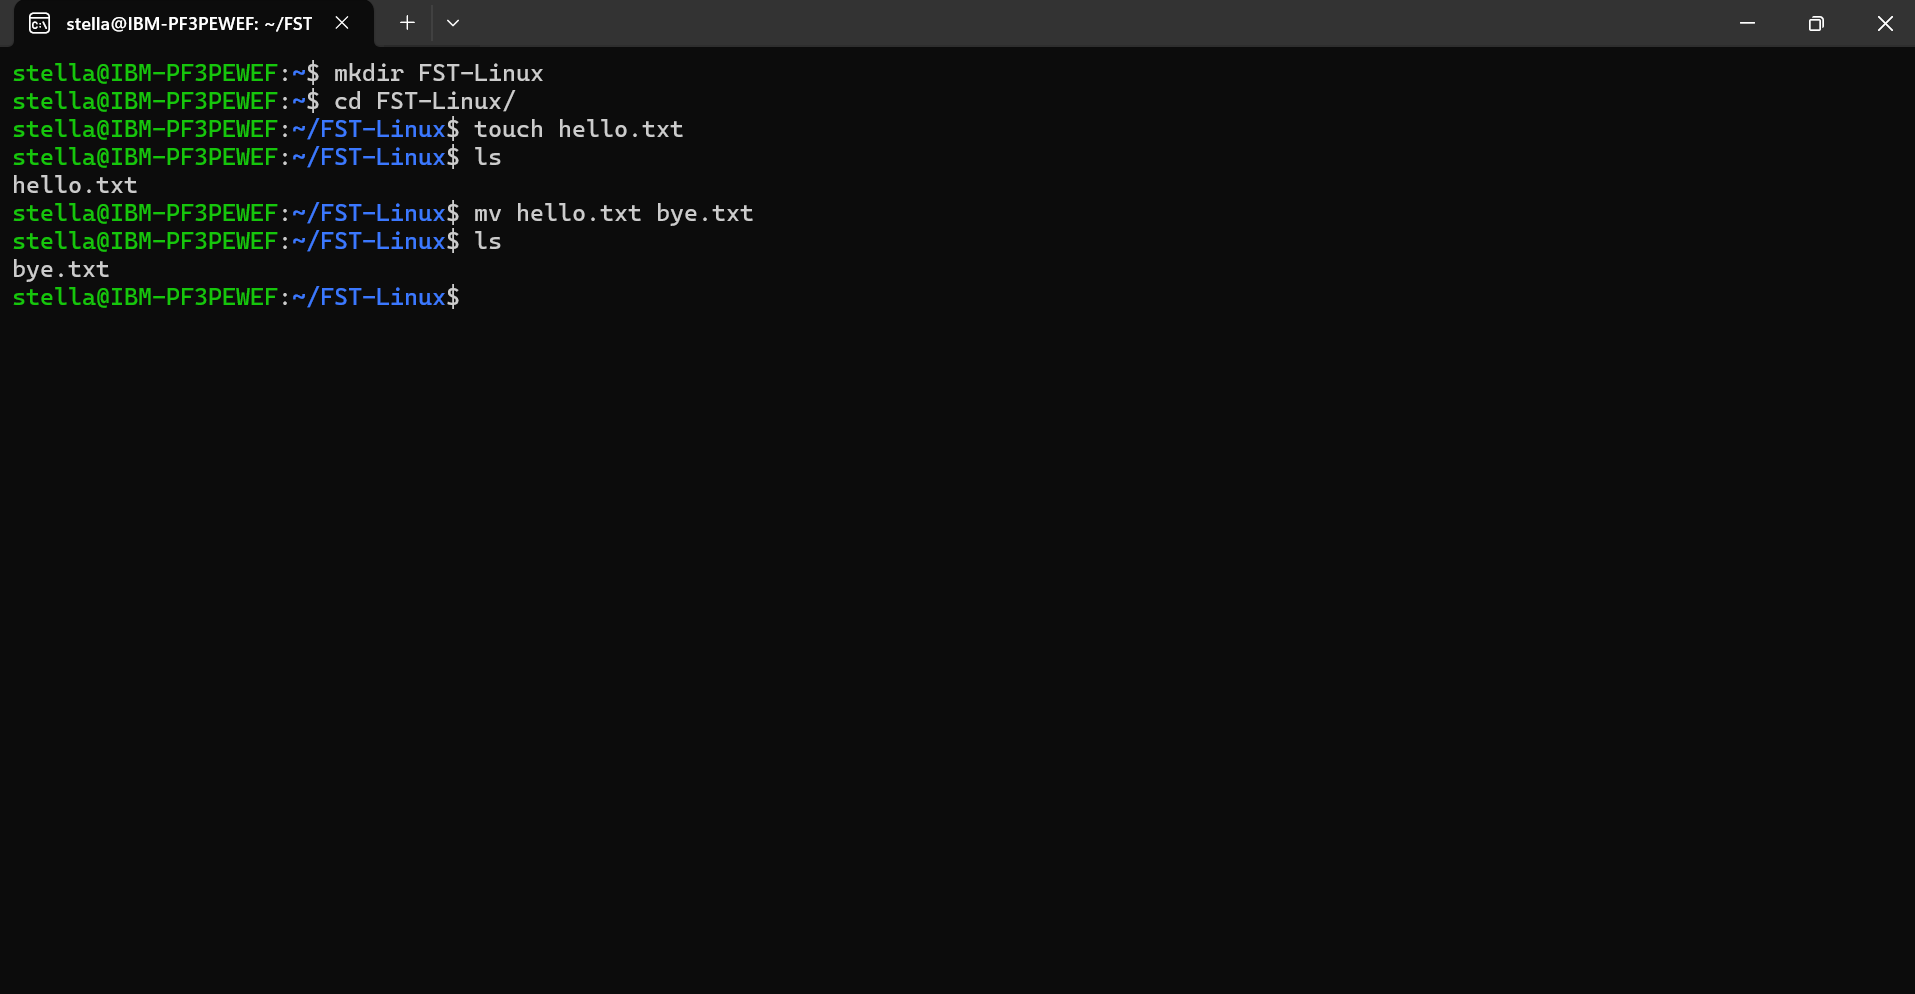 stella@IBM-PF3PEWEF: ~/FST
stella@IBM-PF3PEWEF:~$ mkdir FST-Linux
stella@IBM-PF3PEWEF:~$ cd FST-Linux/
stella@IBM-PF3PEWEF:~/FST-Linux$ touch hello.txt
stella@IBM-PF3PEWEF:~/FST-Linux$ ls
hello.txt
stella@IBM-PF3PEWEF:~/FST-Linux$ mv hello.txt bye.txt
stella@IBM-PF3PEWEF:~/FST-Linux$ ls
bye.txt
stella@IBM-PF3PEWEF:~/FST-Linux$